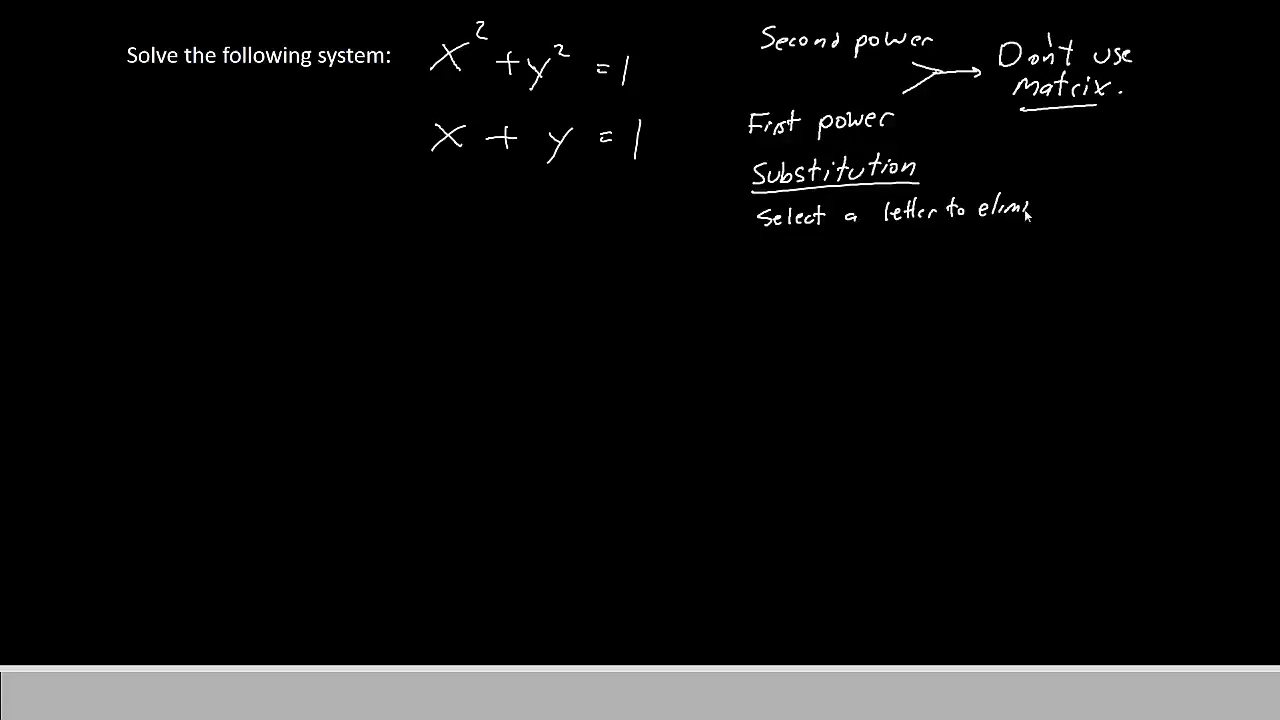 Solve the following system:
x² + y² = 1
x + y = 1
Second power
First power
Don't use
matrix.
Substitution
Select a letter to elimi